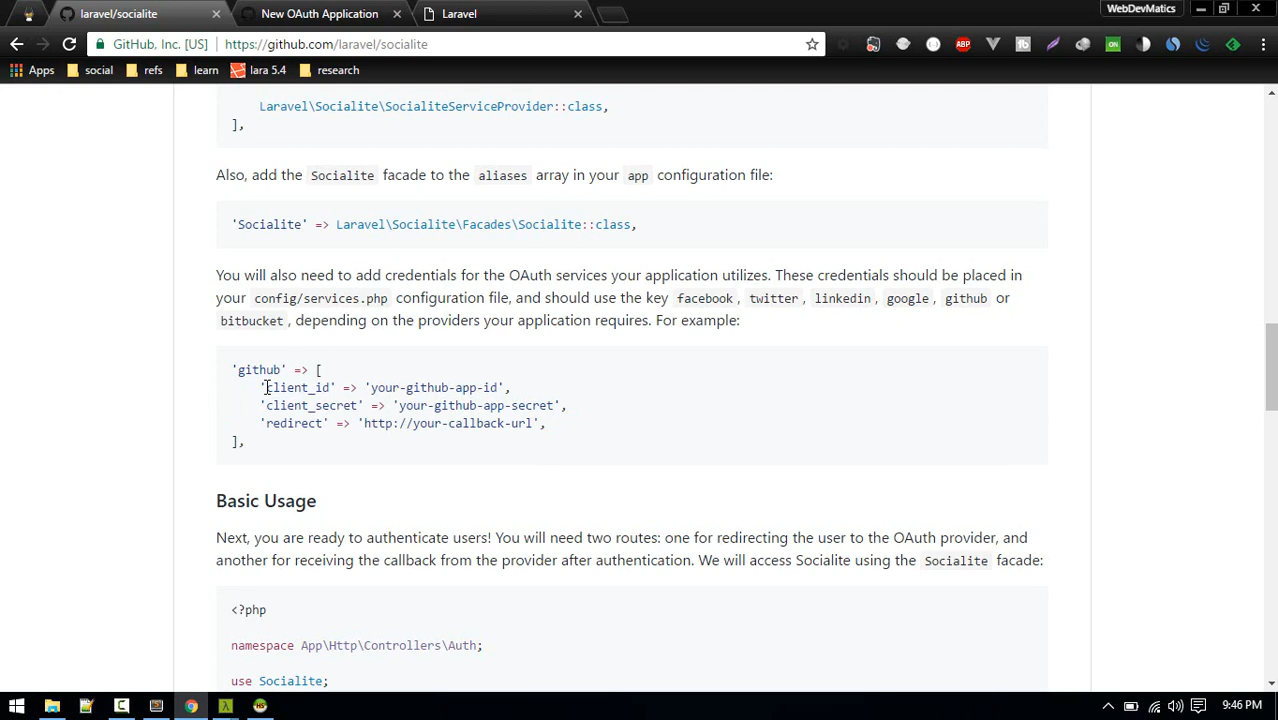 laravel/socialite
New OAuth Application
Laravel
WebDevMatics
GitHub, Inc. [US]
https://github.com/laravel/socialite
ABP
ON
Apps
social
refs
learn
lara 5.4
research
Laravel\Socialite\SocialiteServiceProvider::class,
],
Also, add the Socialite facade to the aliases array in your app configuration file:
'Socialite' => Laravel\Socialite\Facades\Socialite::class,
You will also need to add credentials for the OAuth services your application utilizes. These credentials should be placed in
your config/services.php configuration file, and should use the key facebook, twitter, linkedin, google, github or
bitbucket, depending on the providers your application requires. For example:
'github' => [
'client_id' => 'your-github-app-id',
'client_secret' => 'your-github-app-secret',
'redirect' => 'http://your-callback-url',
],
Basic Usage
Next, you are ready to authenticate users! You will need two routes: one for redirecting the user to the OAuth provider, and
another for receiving the callback from the provider after authentication. We will access Socialite using the Socialite facade:
<?php
namespace App\Http\Controllers\Auth;
use Socialite;
9:46 PM